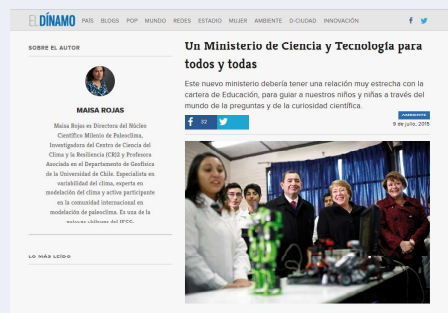 EL DÍNAMO PAÍS BLOGS POP MUNDO REDES ESTADIO MUJER AMBIENTE D-CIUDAD INNOVACIÓN
SOBRE EL AUTOR
MAISA ROJAS
Maisa Rojas es Directora del Núcleo
Científico Milenio de Paleoclima,
Investigadora del Centro de Ciencia del
Clima y la Resiliencia (CR)2 y Profesora
Asociada en el Departamento de Geofísica
de la Universidad de Chile. Especialista en
variabilidad del clima, experta en
modelación del clima y activa participante
en la comunidad internacional en
modelación de paleoclima. Es una de la
LO MÁS LEÍDO
Un Ministerio de Ciencia y Tecnología para
todos y todas
Este nuevo ministerio debería tener una relación muy estrecha con la
cartera de Educación, para guiar a nuestros niños y niñas a través del
mundo de la preguntas y de la curiosidad científica.
32
AMBIENTE
9 de julio, 2015